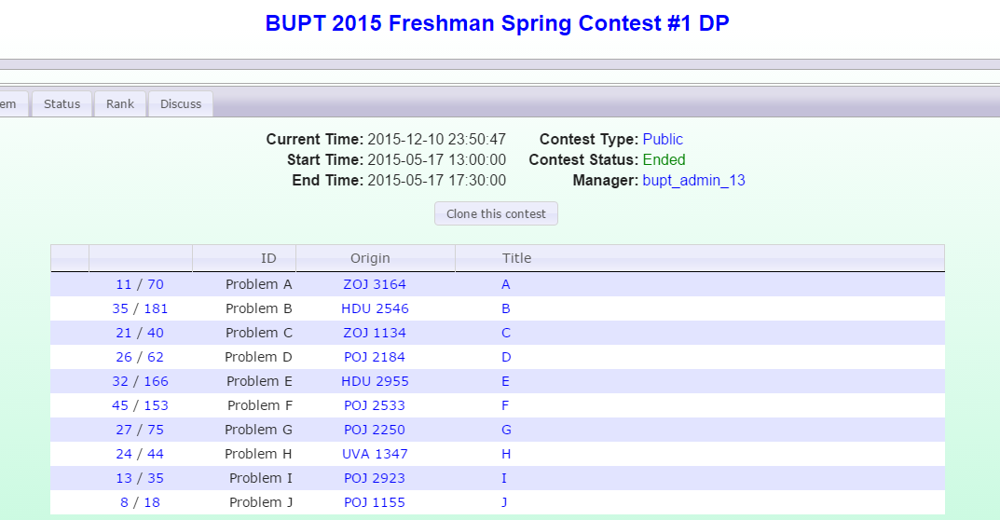 BUPT 2015 Freshman Spring Contest #1 DP
em Status Rank Discuss
Current Time: 2015-12-10 23:50:47 Contest Type: Public
Start Time: 2015-05-17 13:00:00 Contest Status: Ended
End Time: 2015-05-17 17:30:00 Manager: bupt_admin_13
Clone this contest
ID Origin Title
11 / 70 Problem A ZOJ 3164 A
35 / 181 Problem B HDU 2546 B
21 / 40 Problem C ZOJ 1134 C
26 / 62 Problem D POJ 2184 D
32 / 166 Problem E HDU 2955 E
45 / 153 Problem F POJ 2533 F
27 / 75 Problem G POJ 2250 G
24 / 44 Problem H UVA 1347 H
13 / 35 Problem I POJ 2923 I
8 / 18 Problem J POJ 1155 J